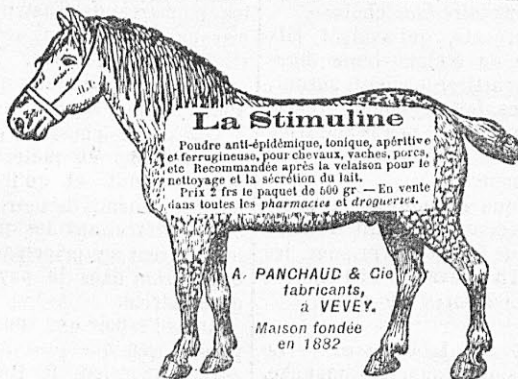 La Stimuline
Poudre anti-épidémique, tonique, apéritive
et ferrugineuse, pour chevaux, vaches, porcs,
etc Recommandée après la velaison pour le
nettoyage et la sécrétion du lait.
Prix 2 frs le paquet de 500 gr — En vente
dans toutes les pharmacies et drogueries.
A. PANCHAUD & Cie
fabricants,
à VEVEY.
Maison fondée
en 1882